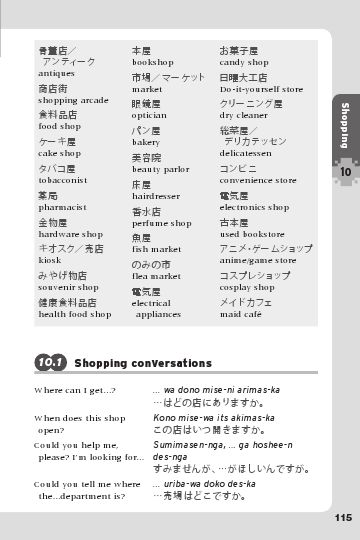 骨董店／
アンティーク
antiques
商店街
shopping arcade
食料品店
food shop
ケーキ屋
cake shop
タバコ屋
tobacconist
薬局
pharmacist
金物屋
hardware shop
キオスク／売店
kiosk
みやげ物店
souvenir shop
健康食料品店
health food shop
本屋
bookshop
市場／マーケット
market
眼鏡屋
optician
パン屋
bakery
美容院
beauty parlor
床屋
hairdresser
香水店
perfume shop
魚屋
fish market
のみの市
flea market
電気屋
electrical
appliances
お菓子屋
candy shop
日曜大工店
Do-it-yourself store
クリーニング屋
dry cleaner
総菜屋／
デリカテッセン
delicatessen
コンビニ
convenience store
電気屋
electronics shop
古本屋
used bookstore
アニメ・ゲームショップ
anime/game store
コスプレショップ
cosplay shop
メイドカフェ
maid café
Shopping
10
10.1 Shopping conversations
Where can I get...?
... wa dono mise-ni arimas-ka
…はどの店にありますか。
When does this shop
open?
Kono mise-wa its akimas-ka
この店はいつ開きますか。
Could you help me,
please? I'm looking for...
Sumimasen-nga, ... ga hoshee-n
des-nga
すみませんが、…がほしいんですが。
Could you tell me where
the...department is?
... uriba-wa doko des-ka
…売場はどこですか。
115